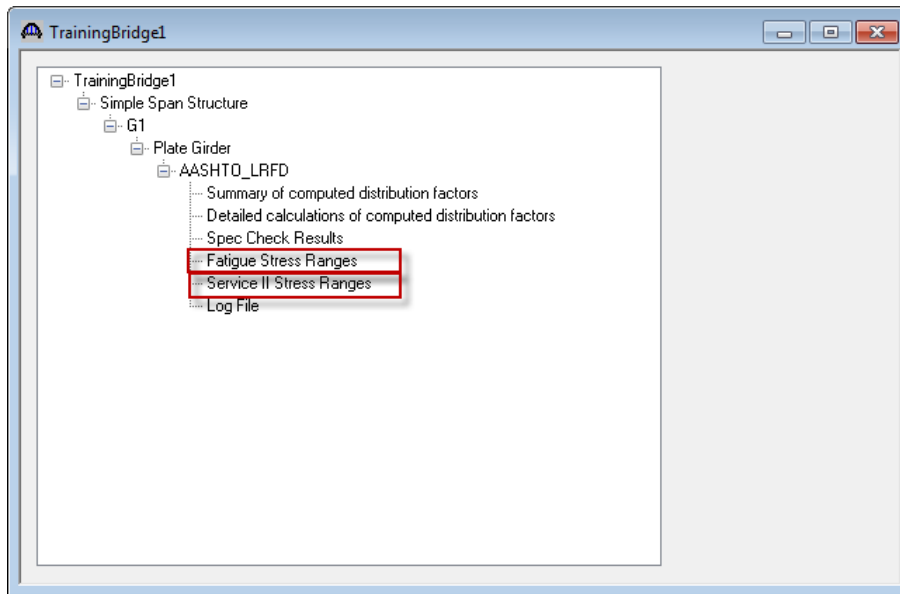 TrainingBridge1
TrainingBridge1
Simple Span Structure
G1
Plate Girder
AASHTO_LRFD
Summary of computed distribution factors
Detailed calculations of computed distribution factors
Spec Check Results
Fatigue Stress Ranges
Service II Stress Ranges
Log File